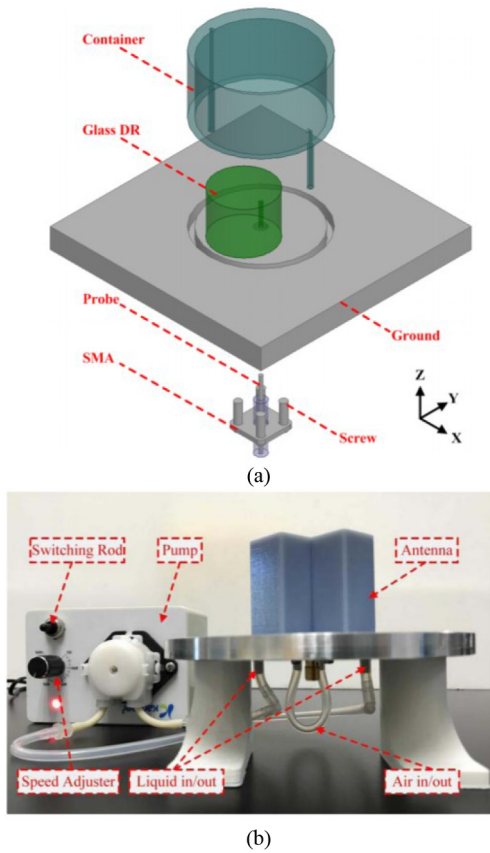 Container
Glass DR
Probe
Ground
SMA
Screw
Z
Y
X
(a)
Switching Rod
Pump
Antenna
Speed Adjuster
Liquid in/out
Air in/out
(b)